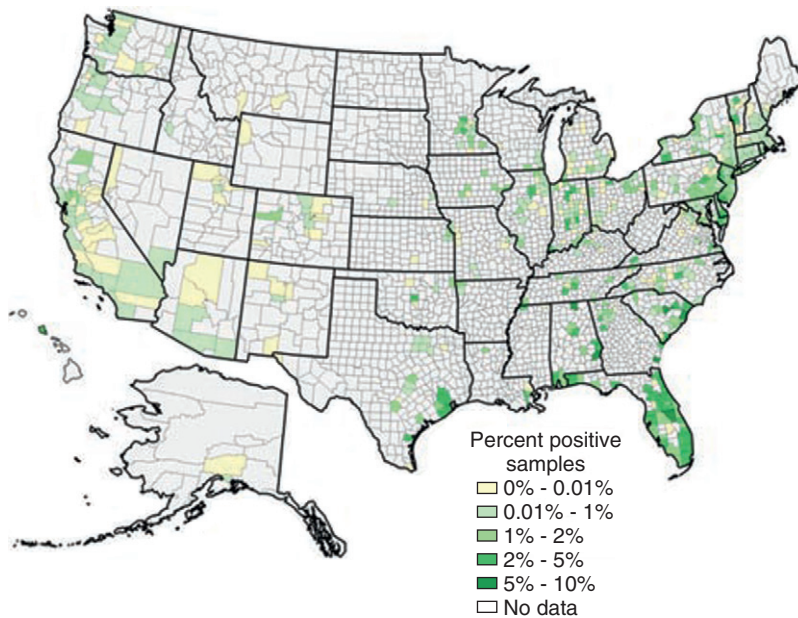 Percent positive
samples
0% - 0.01%
0.01% - 1%
1% - 2%
2% - 5%
5% - 10%
No data